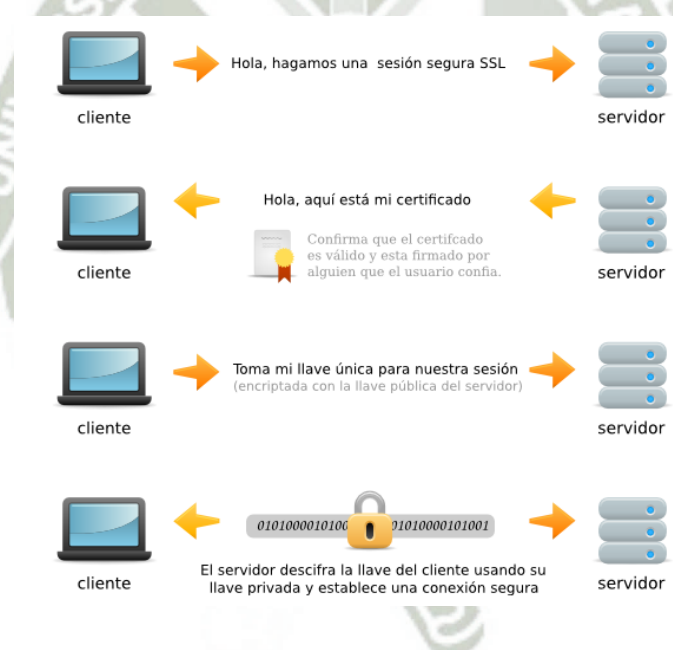 Hola, hagamos una sesión segura SSL
cliente
servidor
Hola, aquí está mi certificado
Confirma que el certifcado
es válido y esta firmado por
alguien que el usuario confia.
cliente
servidor
Toma mi llave única para nuestra sesión
(encriptada con la llave pública del servidor)
cliente
servidor
0101000010100 01010000101001
El servidor descifra la llave del cliente usando su
llave privada y establece una conexión segura
cliente
servidor